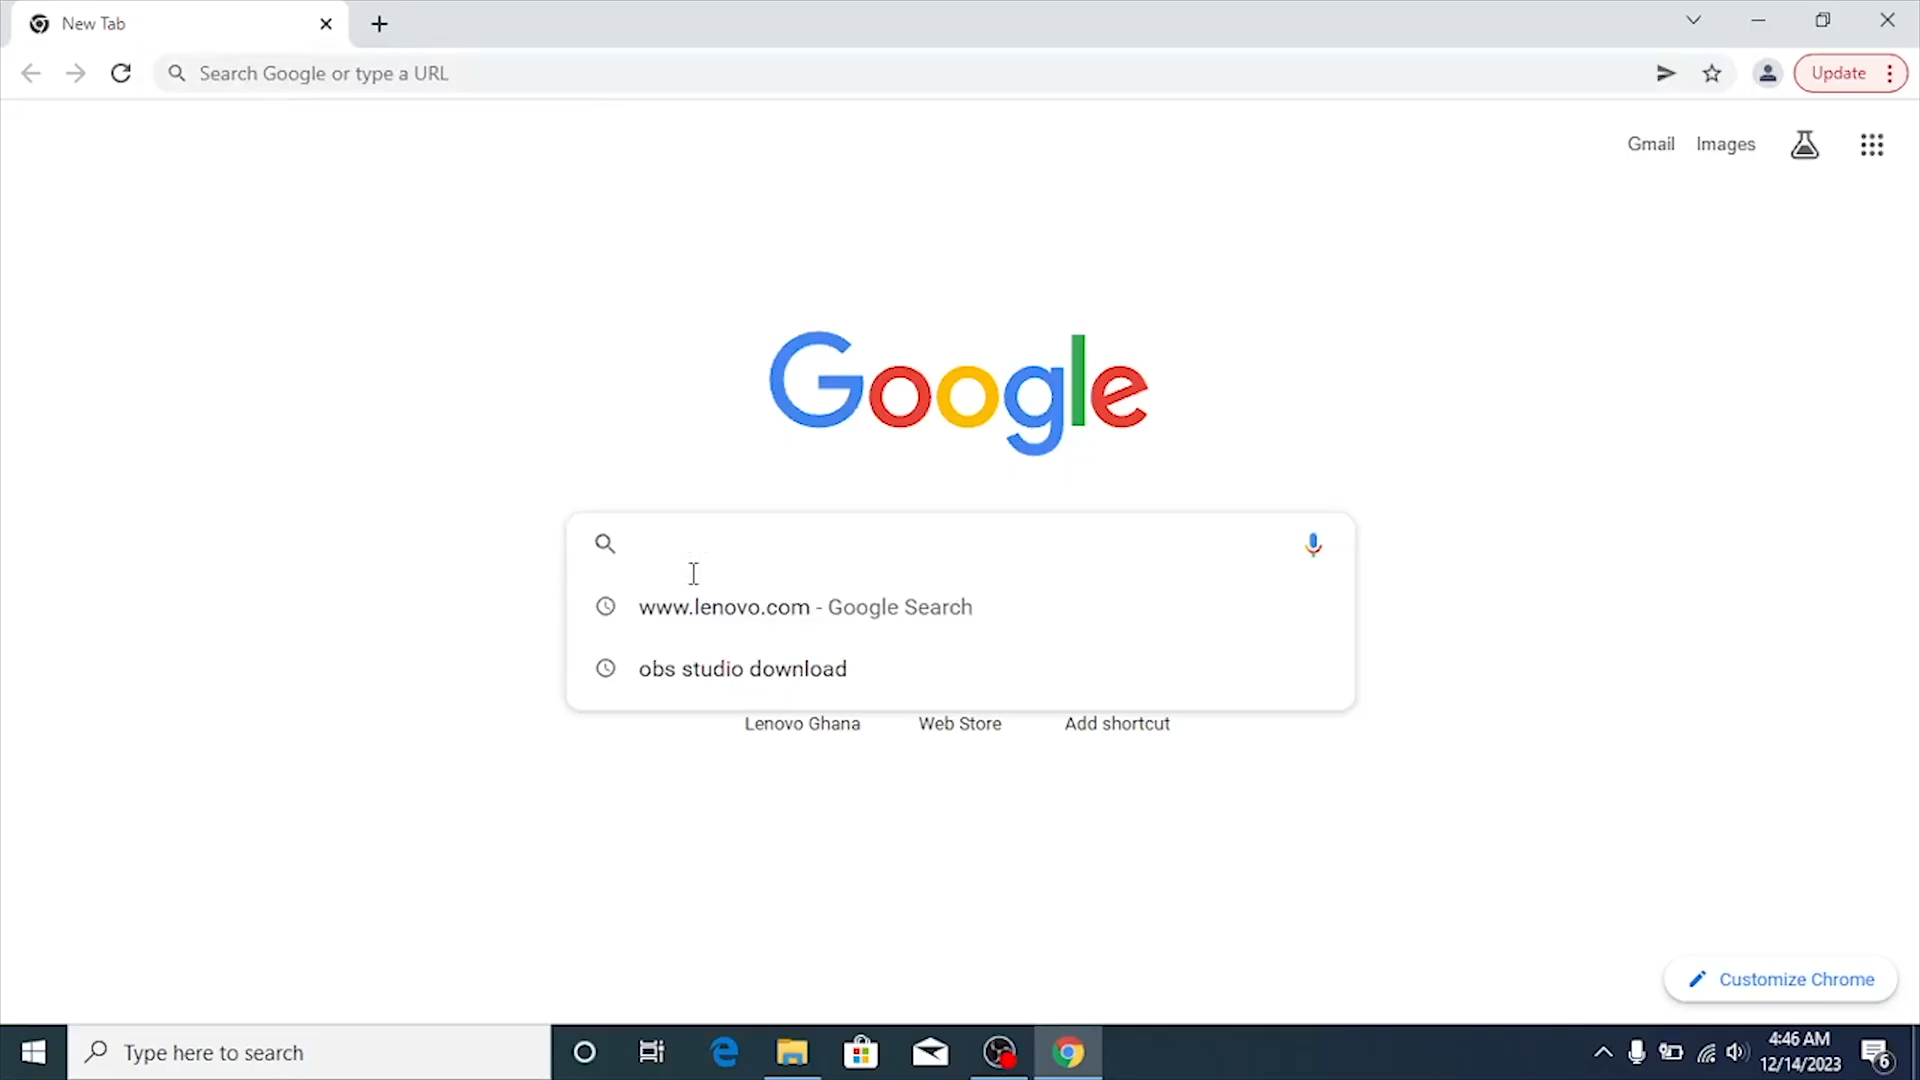 New Tab
Search Google or type a URL
Update
Gmail Images
Google
www.lenovo.com - Google Search
obs studio download
Lenovo Ghana Web Store Add shortcut
Customize Chrome
Type here to search
4:46 AM
12/14/2023
6